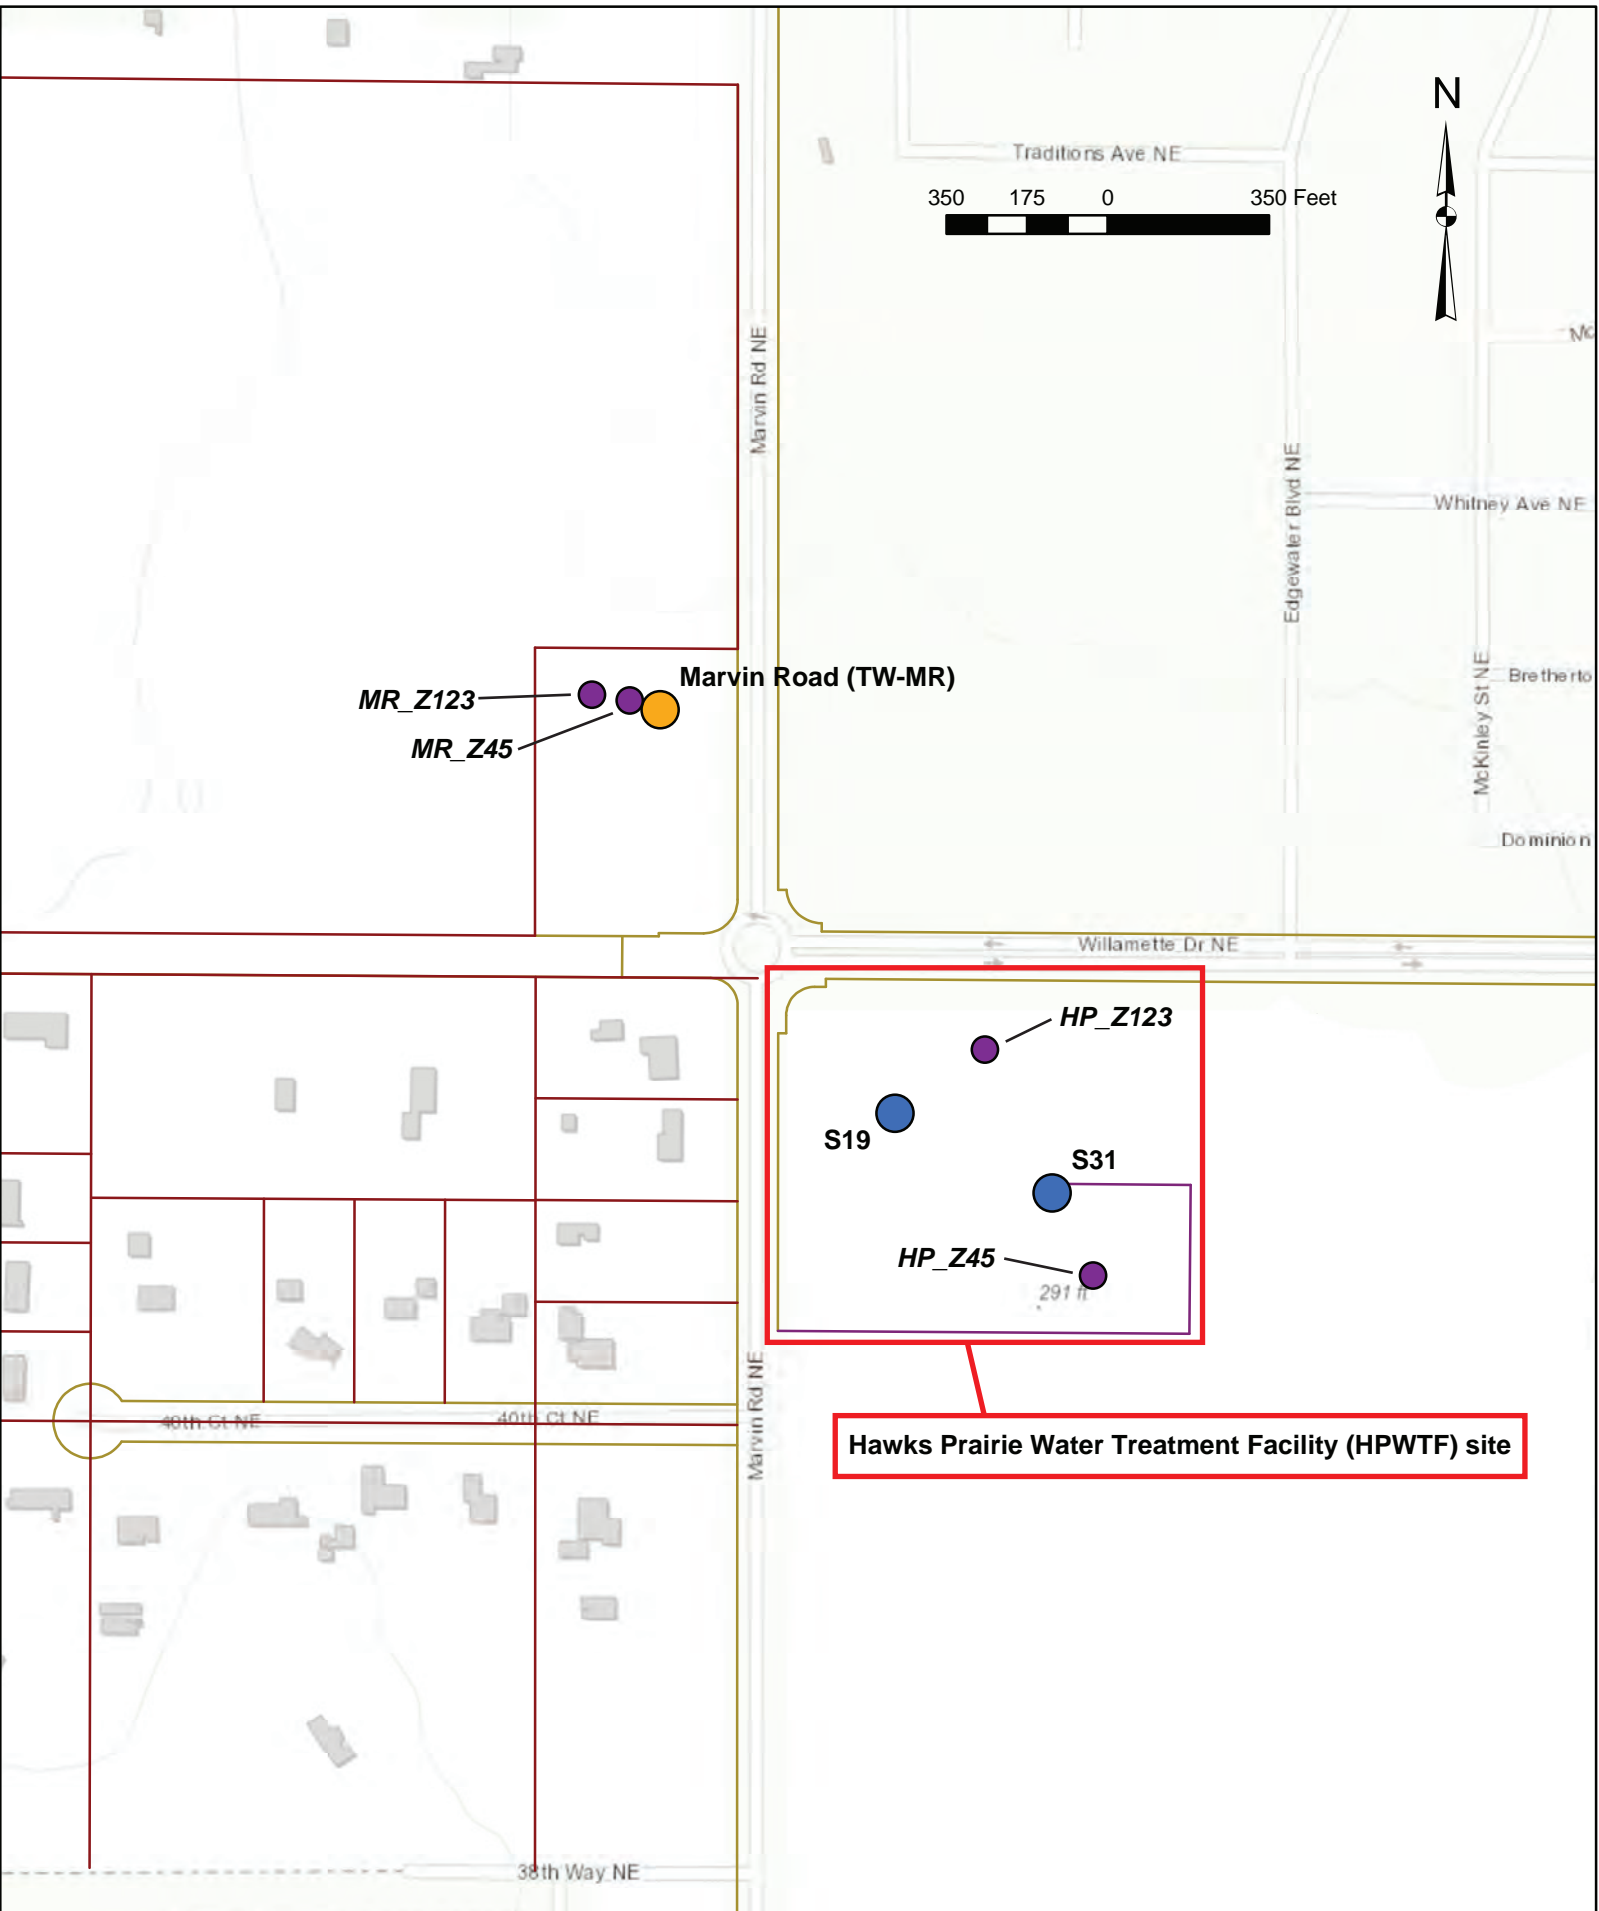 N
Traditions Ave NE
350 175 0 350 Feet
Marvin Rd NE
Edgewater Blvd NE
Whitney Ave NE
McKinley St NE
Marvin Road (TW-MR)
MR_Z123
MR_Z45
Dominion
Willamette Dr NE
HP_Z123
S19
S31
HP_Z45
291 ft
Marvin Rd NE
40th Ct NE
40th Ct NE
Hawks Prairie Water Treatment Facility (HPWTF) site
38th Way NE